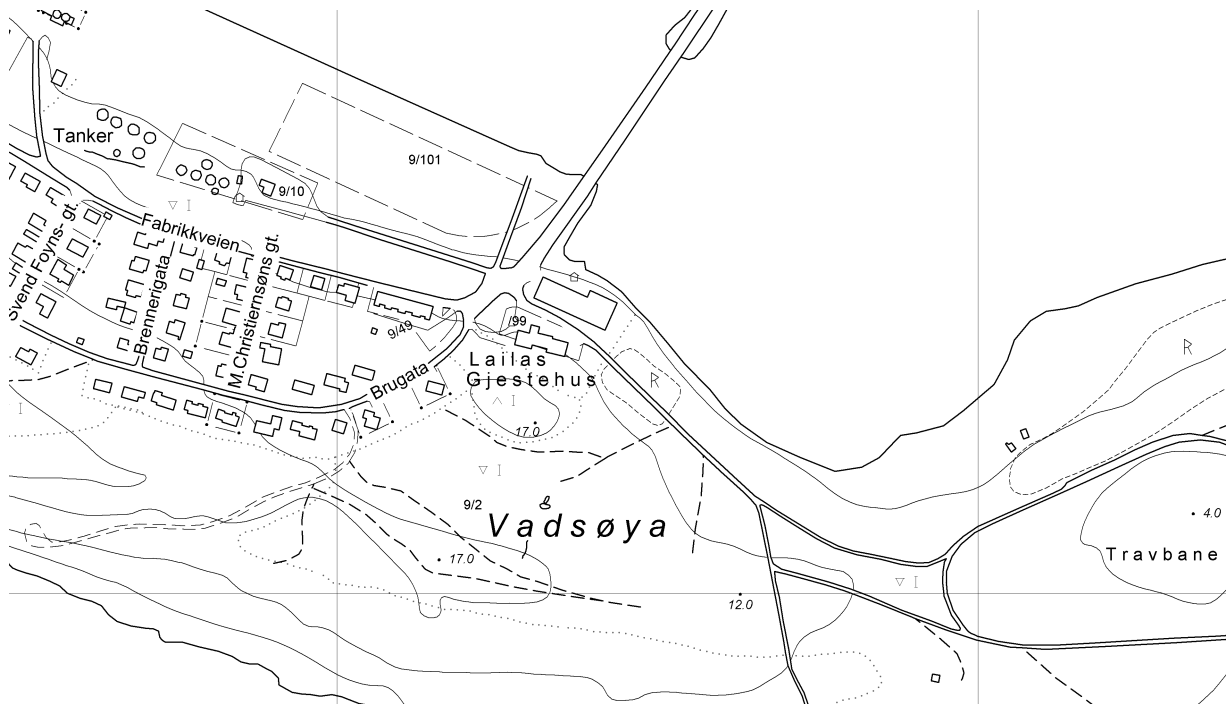 Tanker
9/101
9/10
Svend Foyns- gt.
Fabrikkveien
Brennerigata
M.Christiernsøns gt.
9/49
/99
Lailas
Gjestehus
Brugata
R
R
17.0
9/2
Vadsøya
4.0
Travbane
17.0
12.0